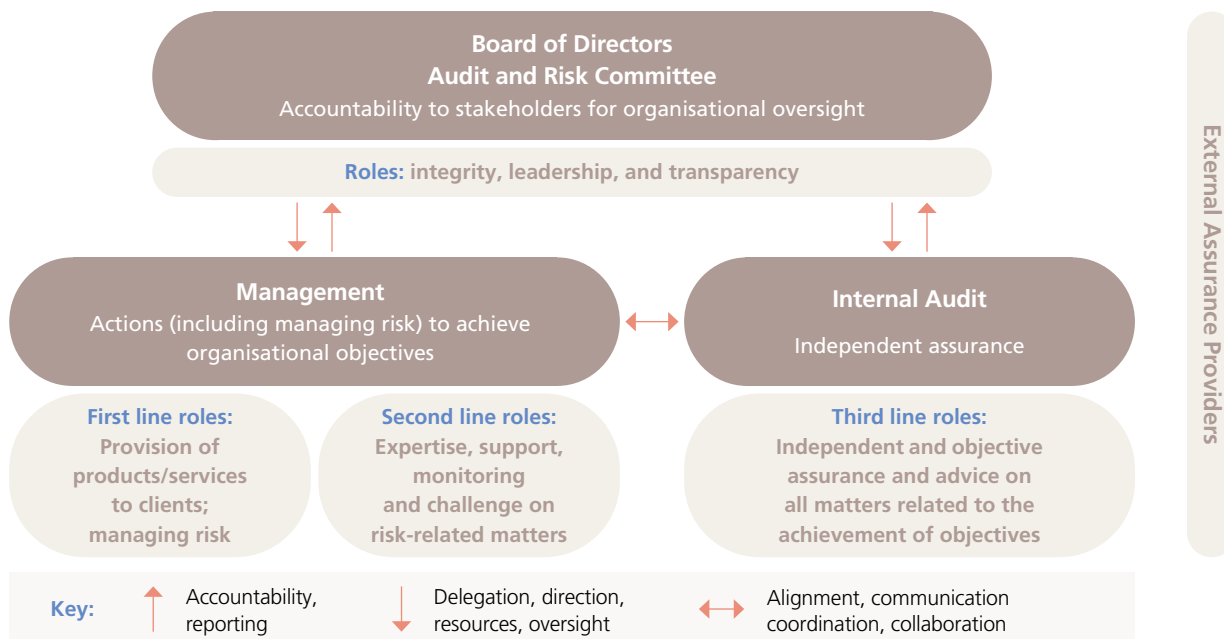 Board of Directors
Audit and Risk Committee
Accountability to stakeholders for organisational oversight
Roles: integrity, leadership, and transparency
Management
Actions (including managing risk) to achieve
organisational objectives
Internal Audit
Independent assurance
First line roles:
Provision of
products/services
to clients;
managing risk
Second line roles:
Expertise, support,
monitoring
and challenge on
risk-related matters
Third line roles:
Independent and objective
assurance and advice on
all matters related to the
achievement of objectives
External Assurance Providers
Key:
Accountability,
reporting
Delegation, direction,
resources, oversight
Alignment, communication
coordination, collaboration